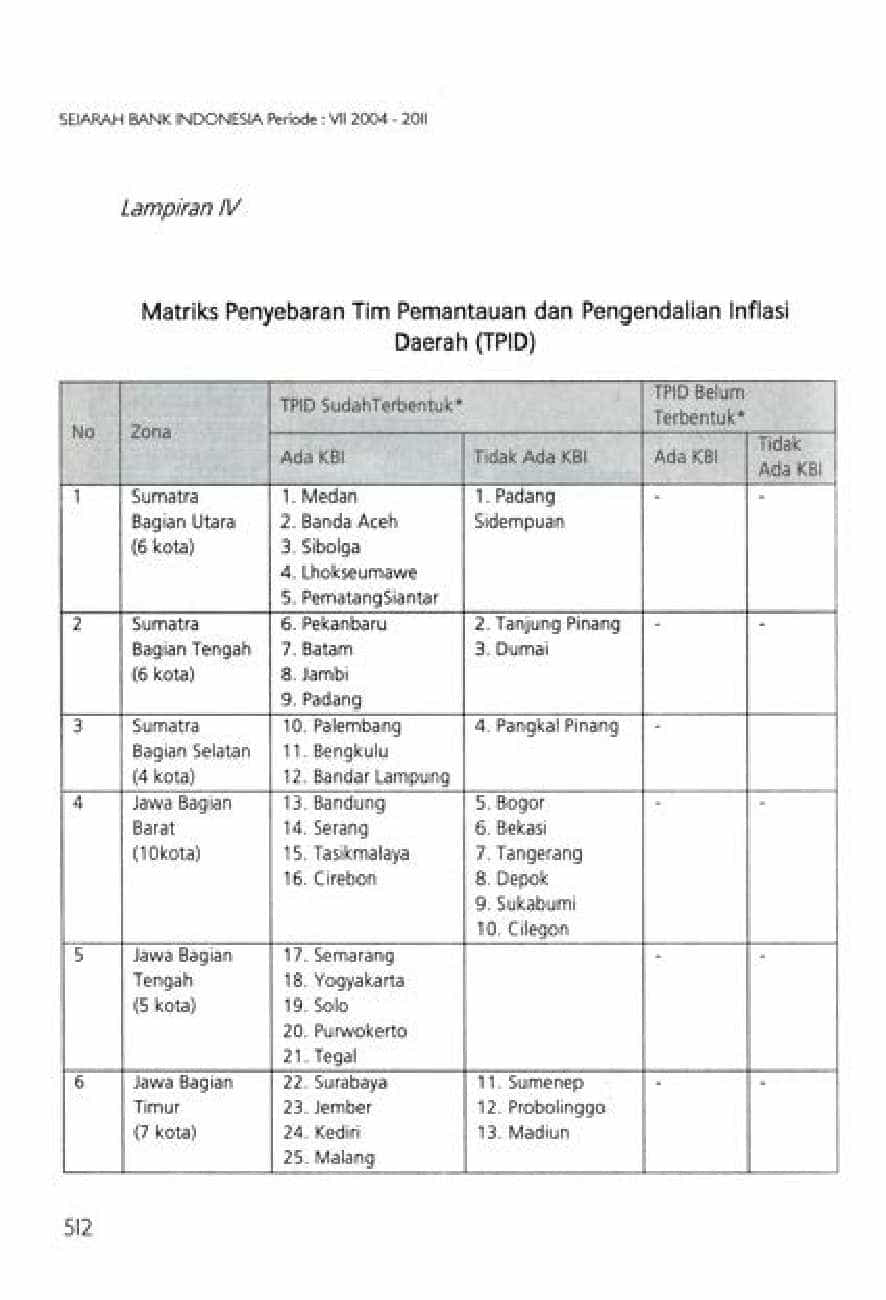 SEJARAH BANK INDONESIA Periode : VII 2004 - 2011
Lampiran IV
Matriks Penyebaran Tim Pemantauan dan Pengendalian Inflasi
Daerah (TPID)
No
Zona
TPID SudahTerbentuk*
TPID Belum
Terbentuk*
Ada KBI
Tidak Ada KBI
Ada KBI
Tidak
Ada KBI
1
Sumatra
Bagian Utara
(6 kota)
1. Medan
2. Banda Aceh
3. Sibolga
4. Lhokseumawe
5. PematangSiantar
1. Padang
Sidempuan
-
-
2
Sumatra
Bagian Tengah
(6 kota)
6. Pekanbaru
7. Batam
8. Jambi
9. Padang
2. Tanjung Pinang
3. Dumai
-
-
3
Sumatra
Bagian Selatan
(4 kota)
10. Palembang
11. Bengkulu
12. Bandar Lampung
4. Pangkal Pinang
-
4
Jawa Bagian
Barat
(10kota)
13. Bandung
14. Serang
15. Tasikmalaya
16. Cirebon
5. Bogor
6. Bekasi
7. Tangerang
8. Depok
9. Sukabumi
10. Cilegon
-
-
5
Jawa Bagian
Tengah
(5 kota)
17. Semarang
18. Yogyakarta
19. Solo
20. Purwokerto
21. Tegal
-
-
6
Jawa Bagian
Timur
(7 kota)
22. Surabaya
23. Jember
24. Kediri
25. Malang
11. Sumenep
12. Probolinggo
13. Madiun
-
-
512